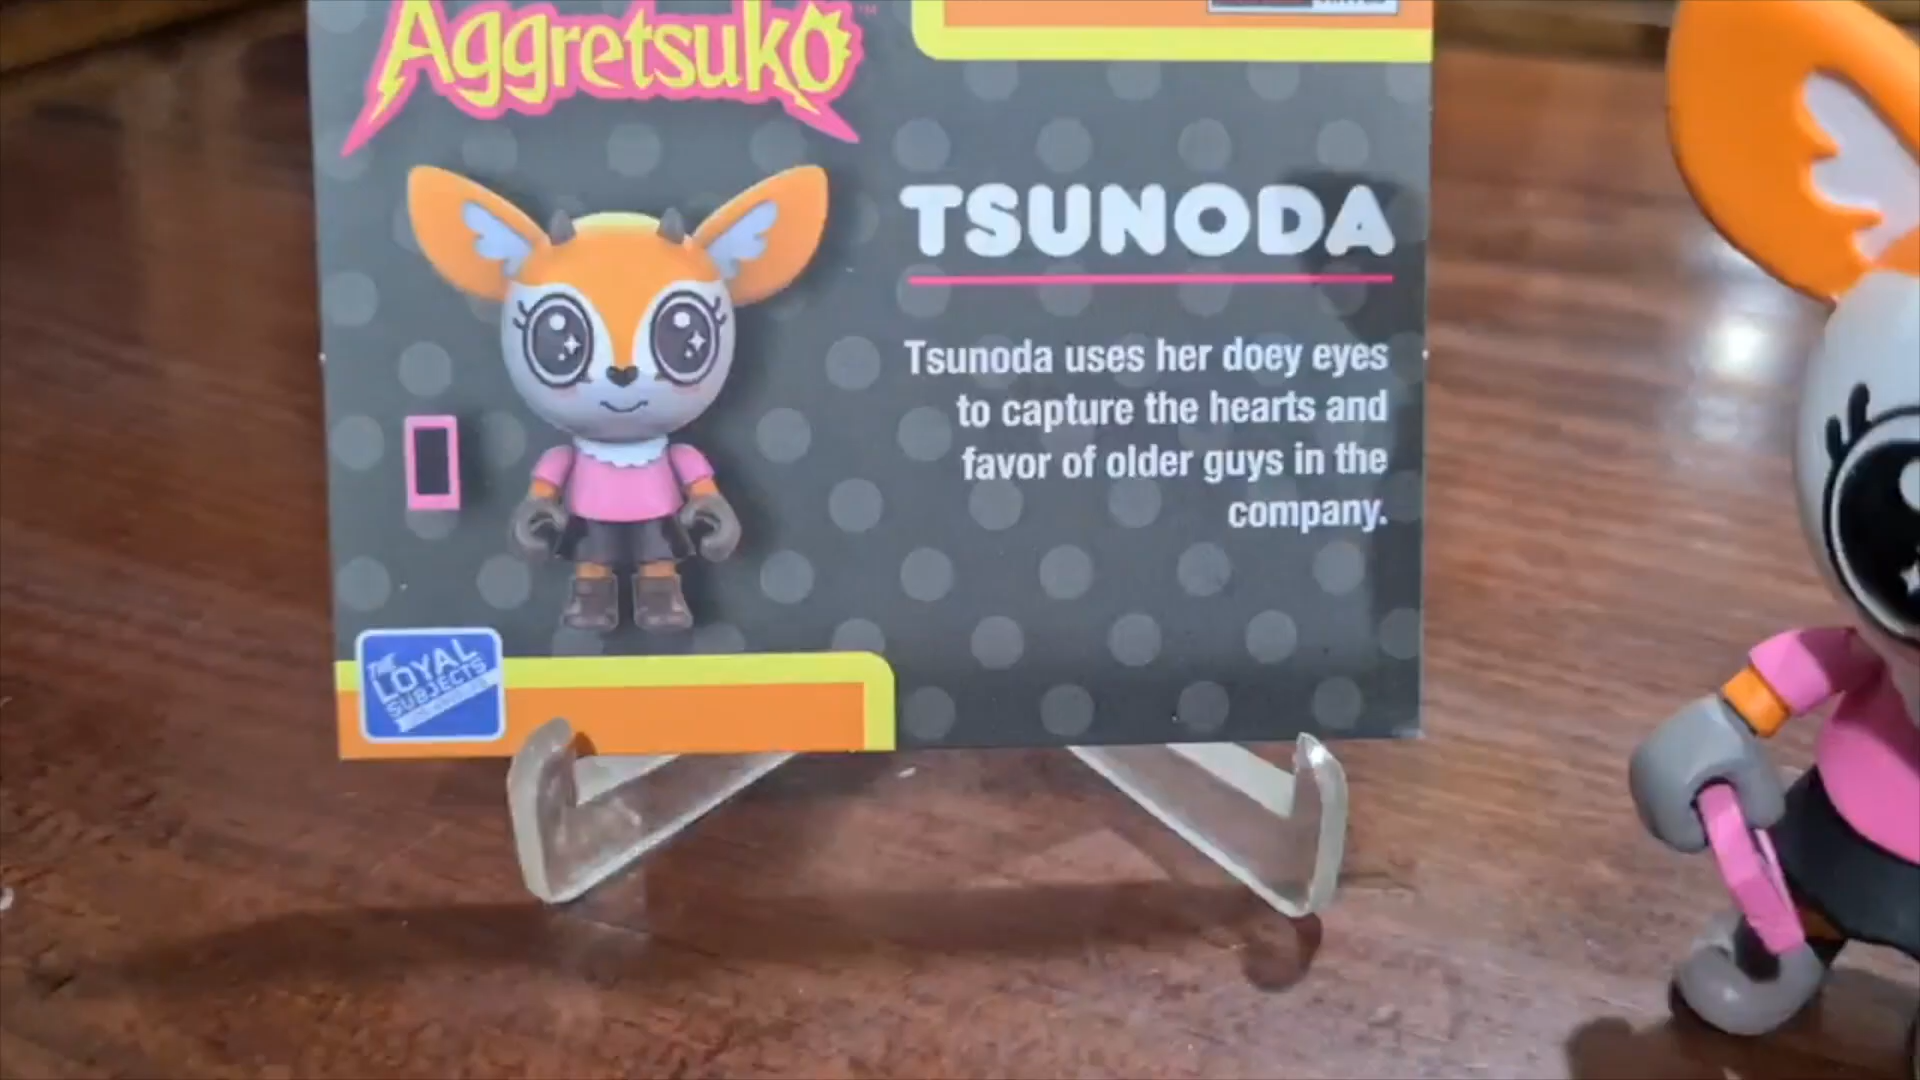 Aggretsuko™
TSUNODA
Tsunoda uses her doey eyes
to capture the hearts and
favor of older guys in the
company.
THE
LOYAL
SUBJECTS